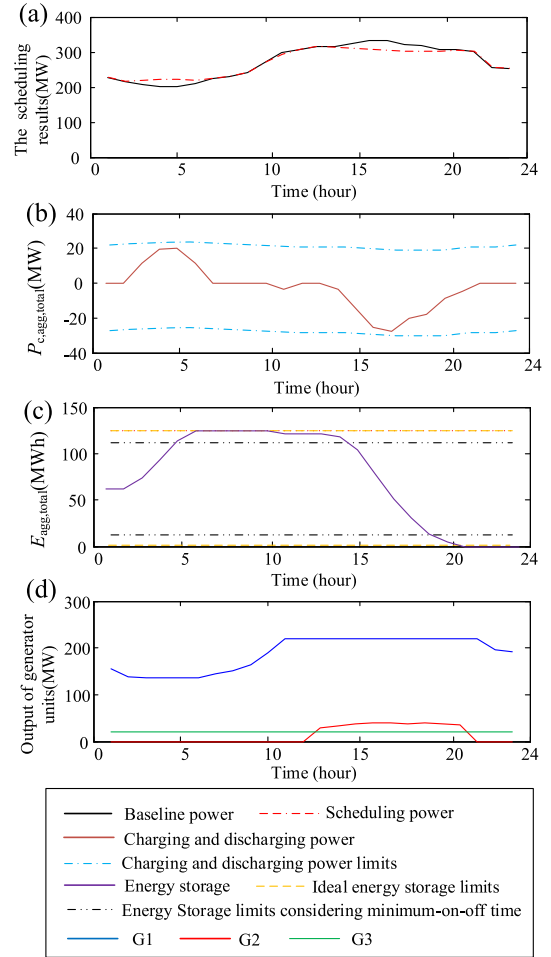 (a)
The scheduling
results(MW)
400
300
200
100
0
0
5
10
15
20
24
Time (hour)
(b)
P_c,agg,total(MW)
40
20
0
-20
-40
0
5
10
15
20
24
Time (hour)
(c)
E_agg,total(MWh)
150
100
50
0
0
5
10
15
20
24
Time (hour)
(d)
Output of generator
units(MW)
300
200
100
0
0
5
10
15
20
24
Time (hour)
Baseline power Scheduling power
Charging and discharging power
Charging and discharging power limits
Energy storage Ideal energy storage limits
Energy Storage limits considering minimum-on-off time
G1 G2 G3